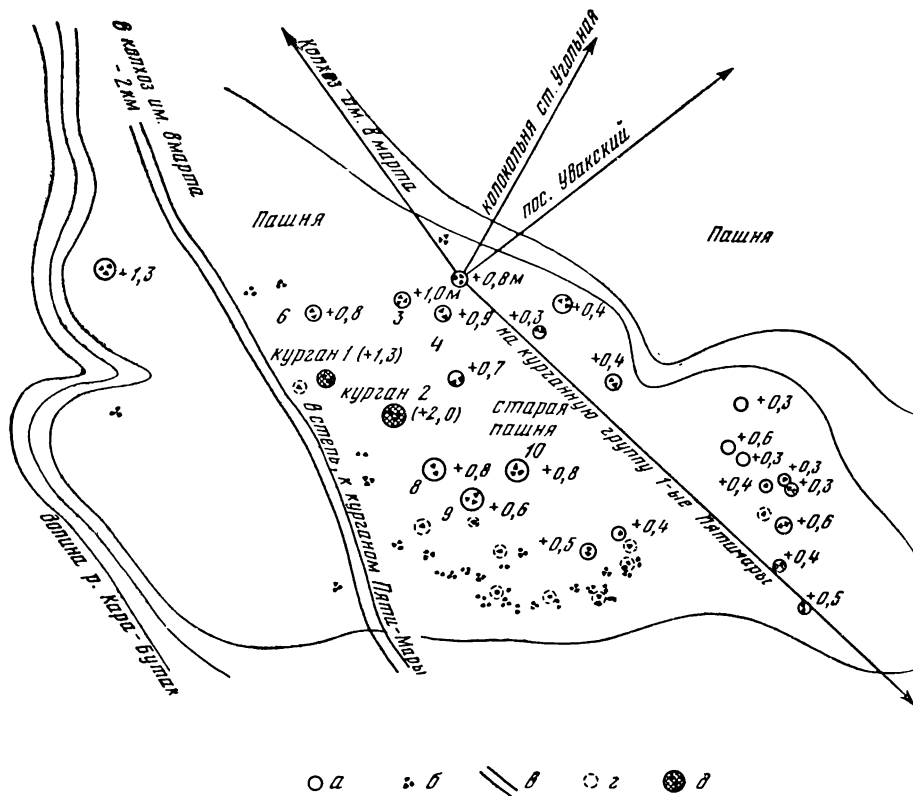 в колхоз им. 8 марта
- 2 км
Колхоз им. 8 марта
колокольня ст. Угольная
пос. Увакский
Пашня
Пашня
+1,3
+0,8 м
+1,0 м
3
6
+0,8
+0,9
4
+0,3
+0,4
курган 1 (+1,3)
+0,7
+0,4
курган 2
(+2,0)
старая
пашня
10
на курганную группу 1-ые Пятимары
+0,3
+0,6
+0,3
+0,3
+0,4
+0,3
8
+0,8
+0,8
9
+0,6
+0,6
+0,4
+0,5
+0,4
+0,5
в степь, к курганом Пяти-Мары
долина р. Кара-Бутак
а
б
в
г
д